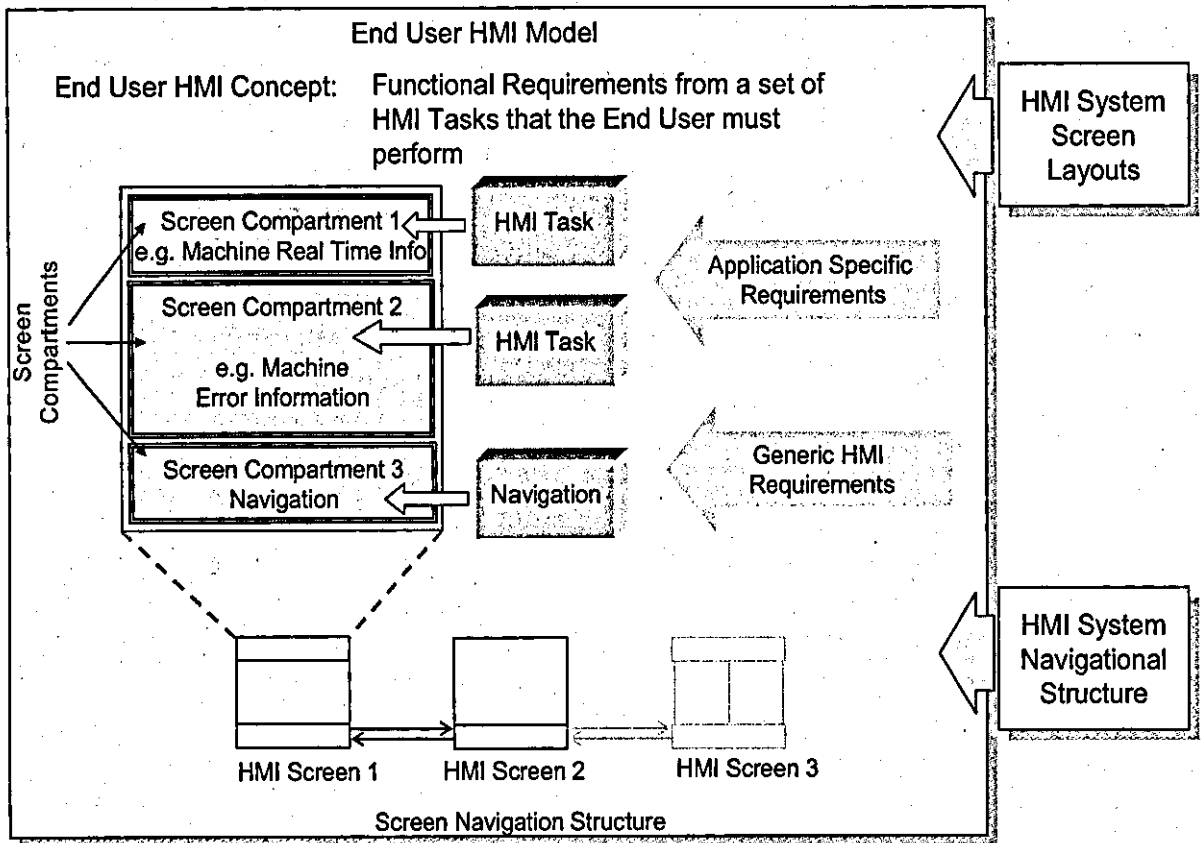 End User HMI Model
End User HMI Concept:
Functional Requirements from a set of
HMI Tasks that the End User must
perform
HMI System
Screen
Layouts
Screen
Compartments
Screen Compartment 1
e.g. Machine Real Time Info
HMI Task
Application Specific
Requirements
Screen Compartment 2
e.g. Machine
Error Information
HMI Task
Screen Compartment 3
Navigation
Navigation
Generic HMI
Requirements
HMI System
Navigational
Structure
HMI Screen 1
HMI Screen 2
HMI Screen 3
Screen Navigation Structure